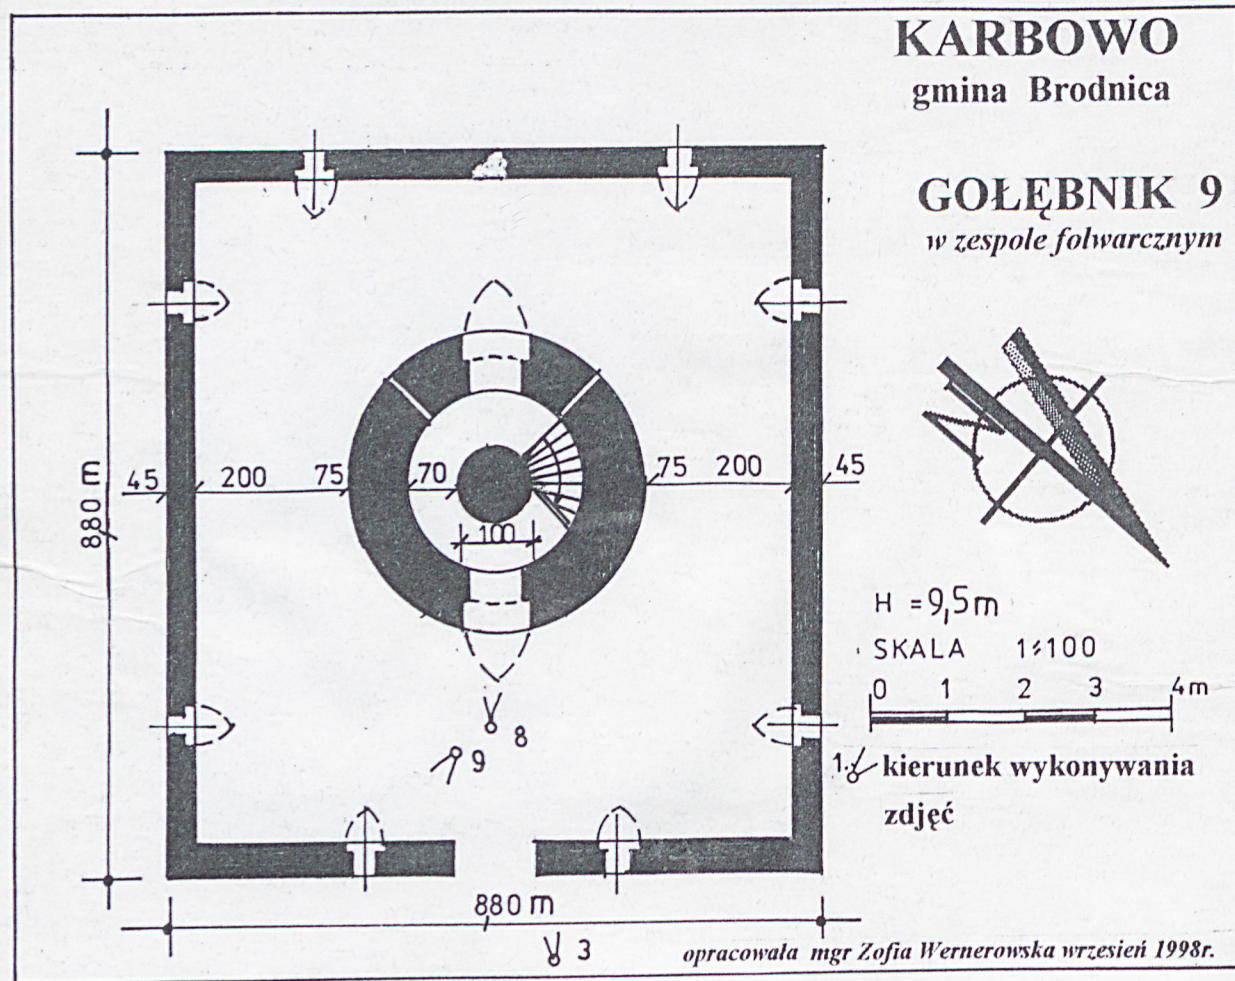 KARBOWO
gmina Brodnica
GOŁĘBNIK 9
w zespole folwarcznym
880 m
45 200 75 70 75 200 45
100
H = 9,5 m
SKALA 1:100
0 1 2 3 4 m
8
9
1. kierunek wykonywania
zdjęć
880 m
3
opracowała mgr Zofia Wernerowska wrzesień 1998r.